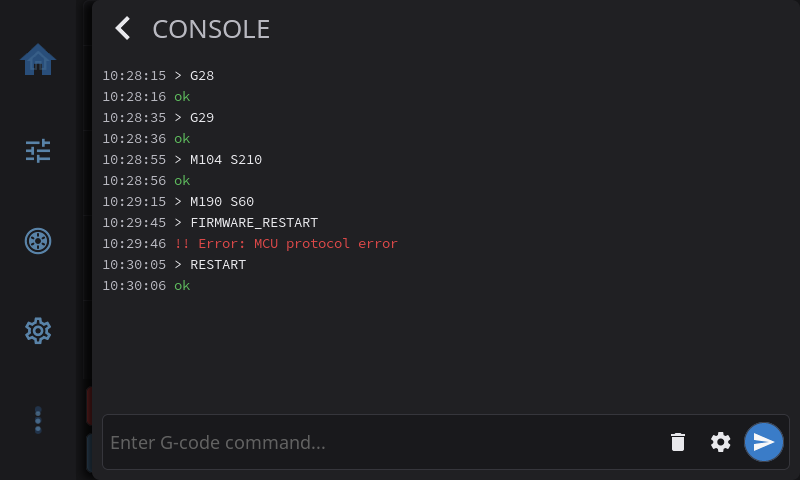 CONSOLE
10:28:15 > G28
10:28:16 ok
10:28:35 > G29
10:28:36 ok
10:28:55 > M104 S210
10:28:56 ok
10:29:15 > M190 S60
10:29:45 > FIRMWARE_RESTART
10:29:46 !! Error: MCU protocol error
10:30:05 > RESTART
10:30:06 ok
Enter G-code command...